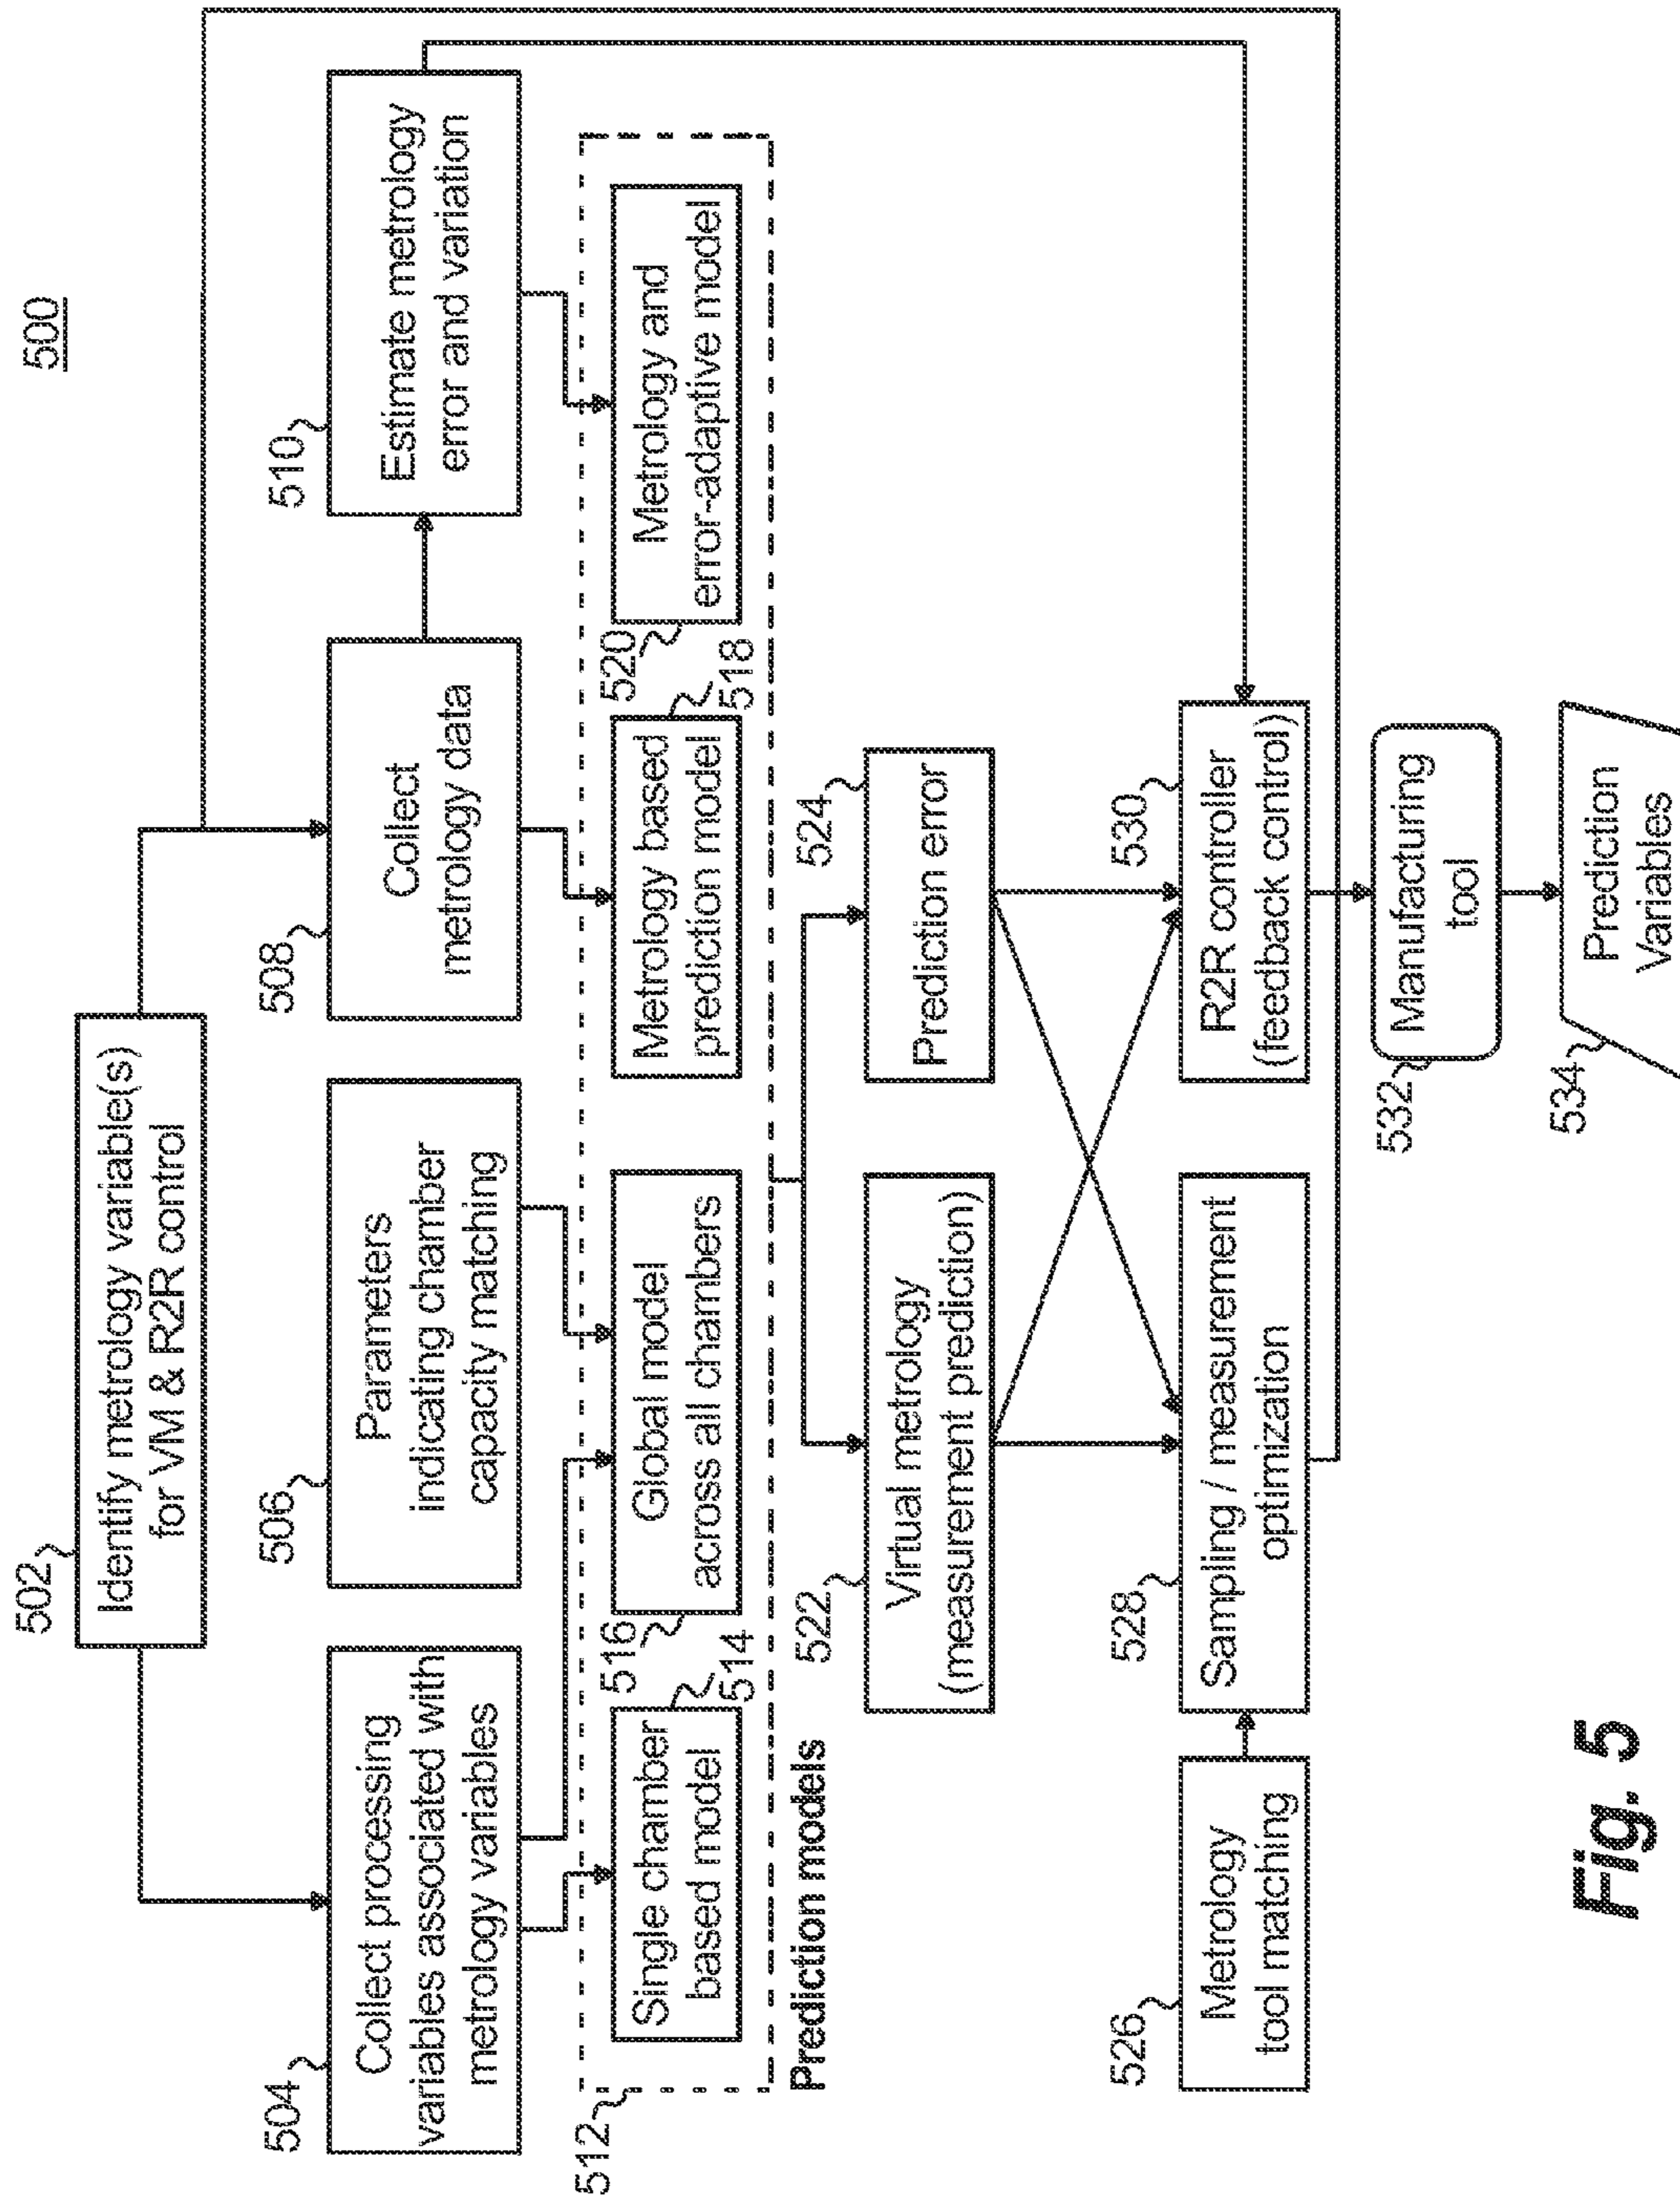 500
502
Identify metrology variable(s)
for VM & R2R control
504
Collect processing
variables associated with
metrology variables
506
Parameters
indicating chamber
capacity matching
508
Collect
metrology data
510
Estimate metrology
error and variation
512
Single chamber
based model
514
516
Global model
across all chambers
Metrology based
prediction model
518
520
Metrology and
error-adaptive model
Prediction models
522
Virtual metrology
(measurement prediction)
524
Prediction error
526
Metrology
tool matching
528
Sampling / measurement
optimization
530
R2R controller
(feedback control)
532
Manufacturing
tool
534
Prediction
Variables
Fig. 5